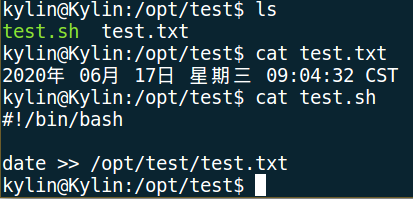 kylin@Kylin:/opt/test$ ls
test.sh  test.txt
kylin@Kylin:/opt/test$ cat test.txt
2020年 06月 17日 星期三 09:04:32 CST
kylin@Kylin:/opt/test$ cat test.sh
#!/bin/bash

date >> /opt/test/test.txt
kylin@Kylin:/opt/test$